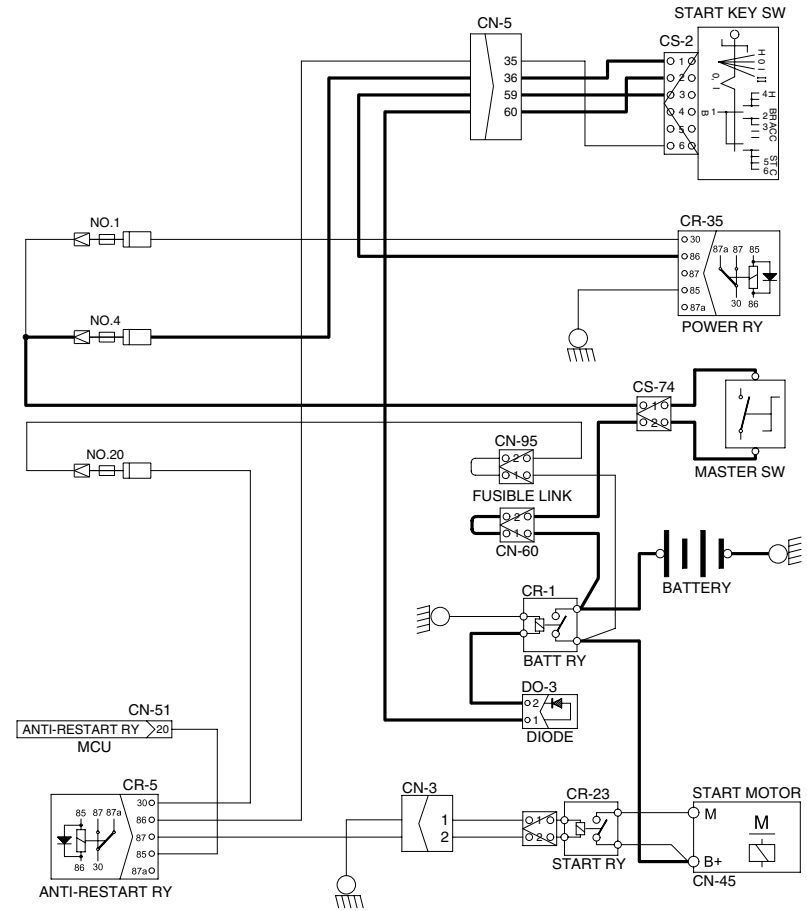 START KEY SW
CN-5
CS-2
35
36
59
60
1
2
3
4
5
6
H O I II
0, I
B 1
4 H
BR ACC
2
3
ST C
5
6
NO.1
CR-35
30
86
87
85
87a
87a 87 85
30 86
POWER RY
NO.4
CS-74
1
2
MASTER SW
NO.20
CN-95
2
1
FUSIBLE LINK
2
1
CN-60
BATTERY
CR-1
BATT RY
DO-3
2
1
DIODE
CN-51
ANTI-RESTART RY 20
MCU
CR-5
85 87 87a
86 30
30
86
87
85
87a
ANTI-RESTART RY
CN-3
1
2
CR-23
1
2
START RY
START MOTOR
M
M
B+
CN-45